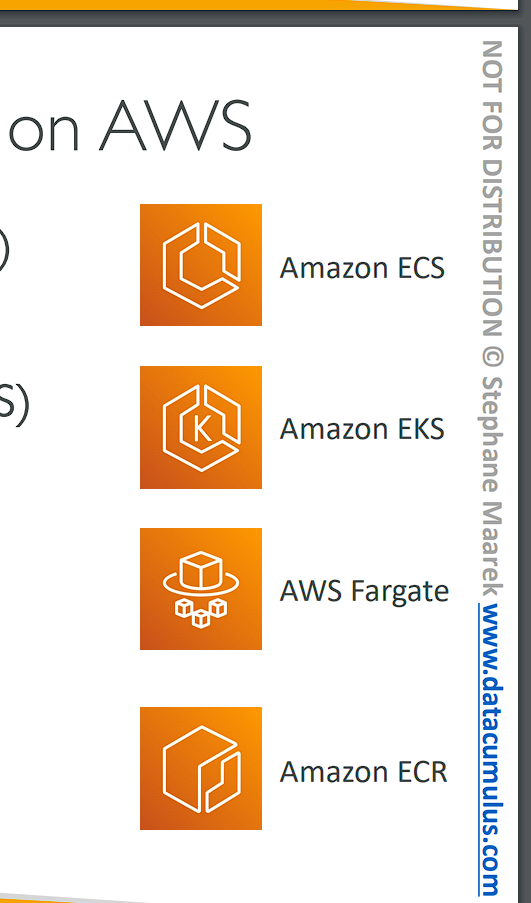 on AWS
)
Amazon ECS
S)
Amazon EKS
K
AWS Fargate
Amazon ECR
NOT FOR DISTRIBUTION © Stephane Maarek www.datacumulus.com